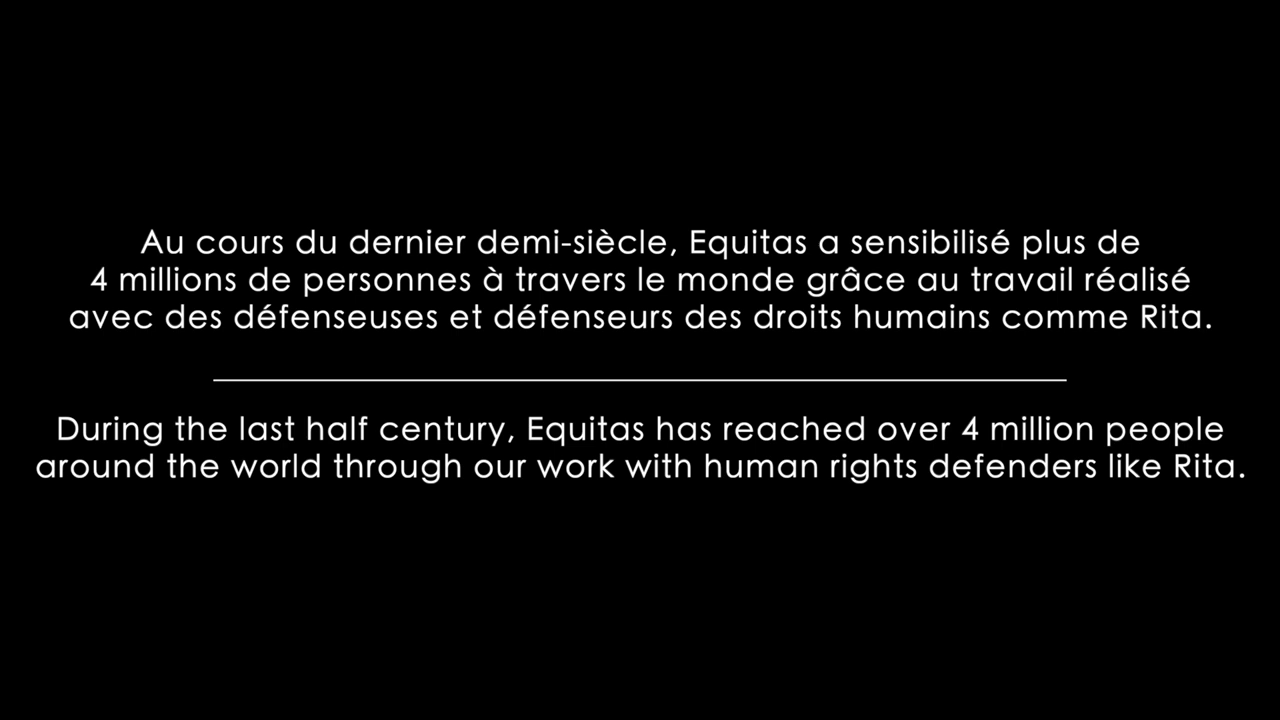 Au cours du dernier demi-siècle, Equitas a sensibilisé plus de
4 millions de personnes à travers le monde grâce au travail réalisé
avec des défenseuses et défenseurs des droits humains comme Rita.
During the last half century, Equitas has reached over 4 million people
around the world through our work with human rights defenders like Rita.